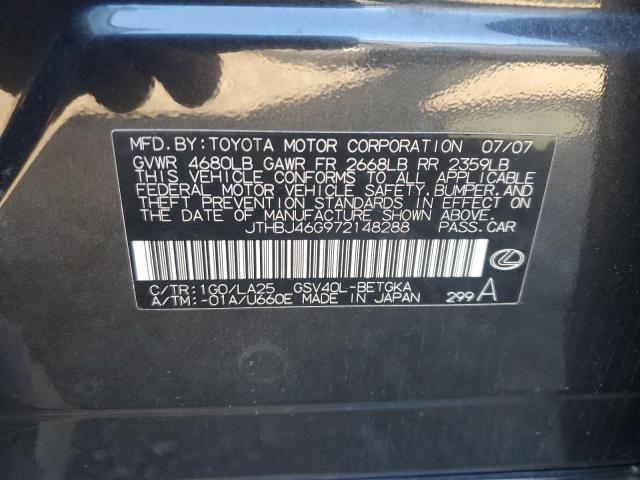 MFD.BY:TOYOTA MOTOR CORPORATION 07/07
GVWR 4680LB GAWR FR 2668LB RR 2359LB
THIS VEHICLE CONFORMS TO ALL APPLICABLE
FEDERAL MOTOR VEHICLE SAFETY,BUMPER,AND
THEFT PREVENTION STANDARDS IN EFFECT ON
THE DATE OF MANUFACTURE SHOWN ABOVE.
JTHBJ46G972148288 PASS.CAR
C/TR:1G0/LA25 GSV40L-BETGKA
A/TM:-01A/U660E MADE IN JAPAN 299 A